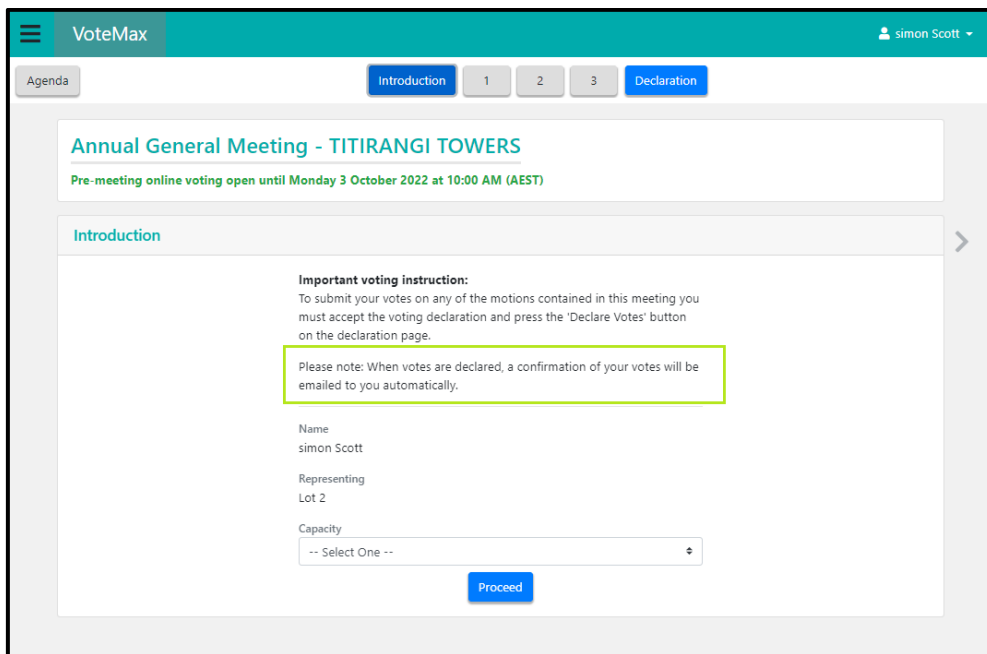 VoteMax
simon Scott
Agenda
Introduction
1
2
3
Declaration
Annual General Meeting - TITIRANGI TOWERS
Pre-meeting online voting open until Monday 3 October 2022 at 10:00 AM (AEST)
Introduction
Important voting instruction:
To submit your votes on any of the motions contained in this meeting you
must accept the voting declaration and press the 'Declare Votes' button
on the declaration page.
Please note: When votes are declared, a confirmation of your votes will be
emailed to you automatically.
Name
simon Scott
Representing
Lot 2
Capacity
-- Select One --
Proceed